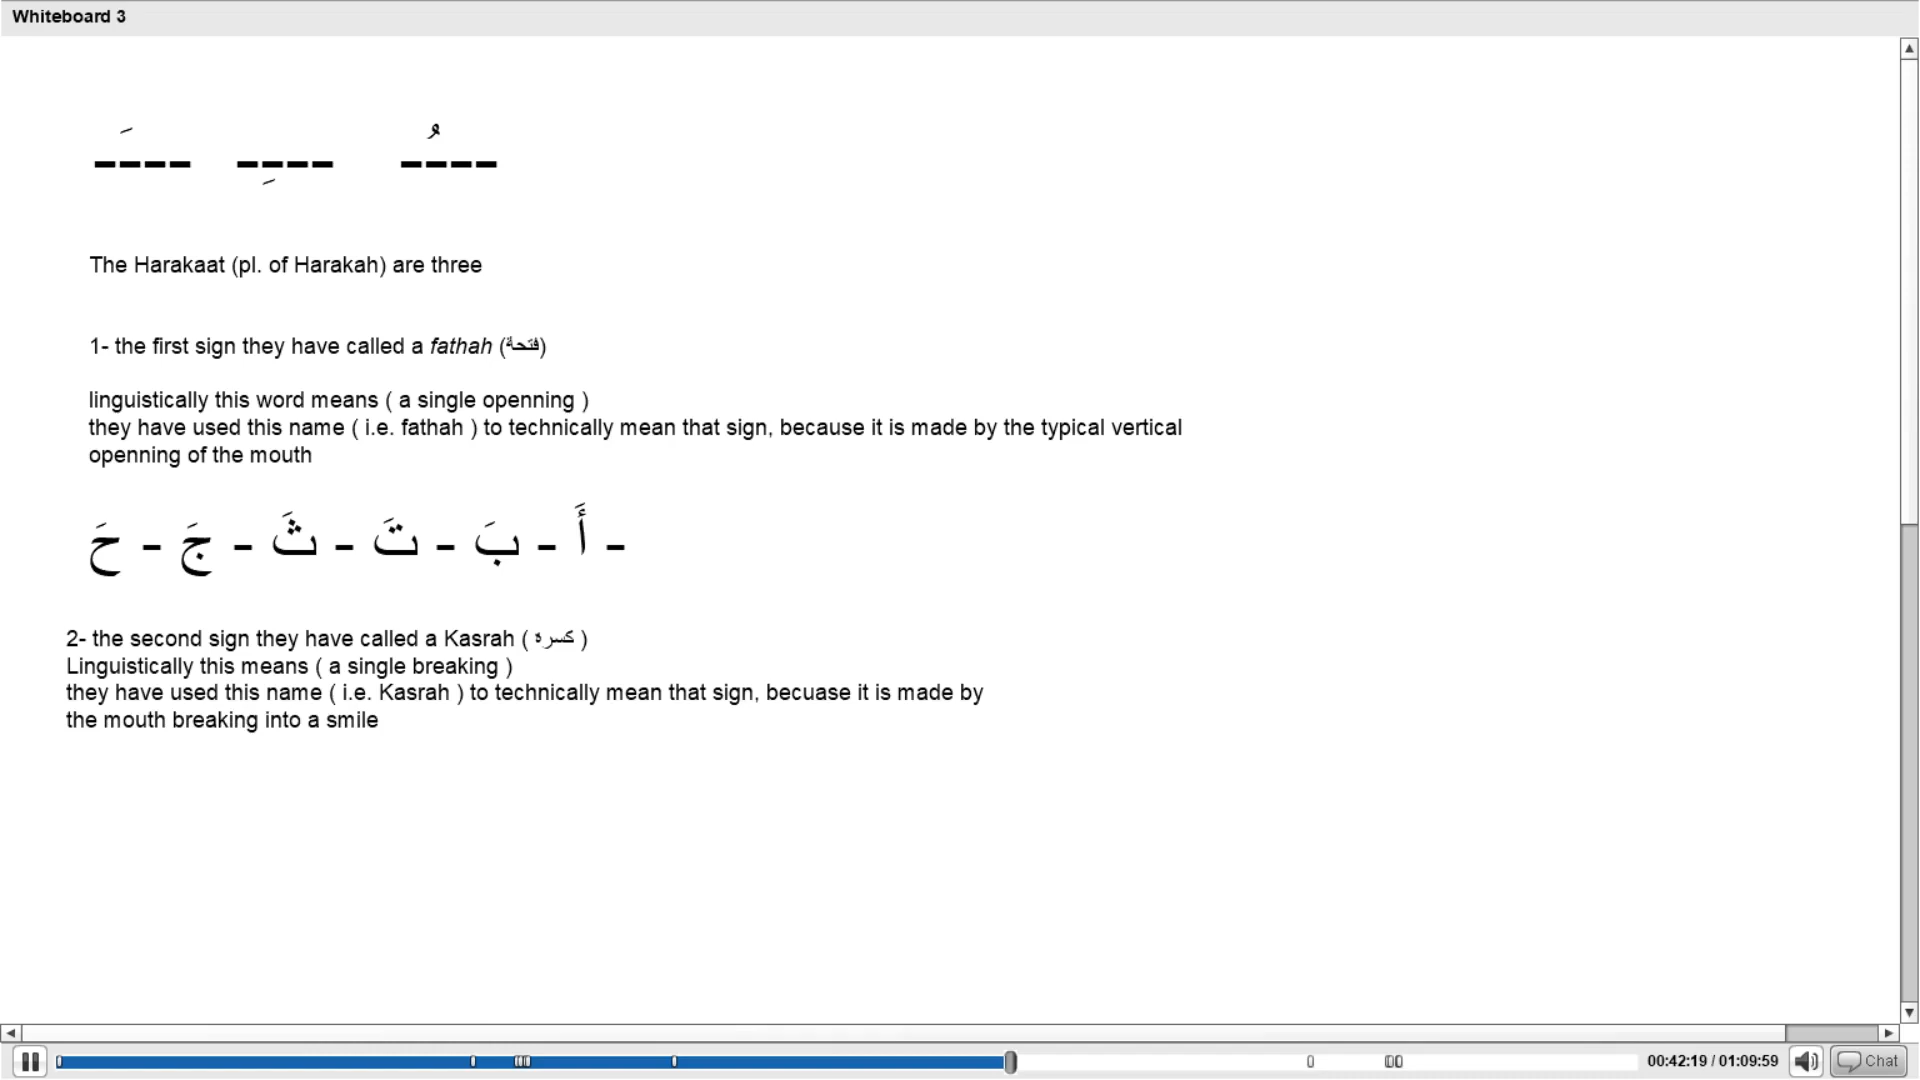 Whiteboard 3
----َ ----ِ ----ُ
The Harakaat (pl. of Harakah) are three
1- the first sign they have called a fathah (فتحة)
linguistically this word means ( a single openning )
they have used this name ( i.e. fathah ) to technically mean that sign, because it is made by the typical vertical
openning of the mouth
- أَ - بَ - تَ - ثَ - جَ - حَ
2- the second sign they have called a Kasrah ( كسره )
Linguistically this means ( a single breaking )
they have used this name ( i.e. Kasrah ) to technically mean that sign, becuase it is made by
the mouth breaking into a smile
00:42:19 / 01:09:59
Chat